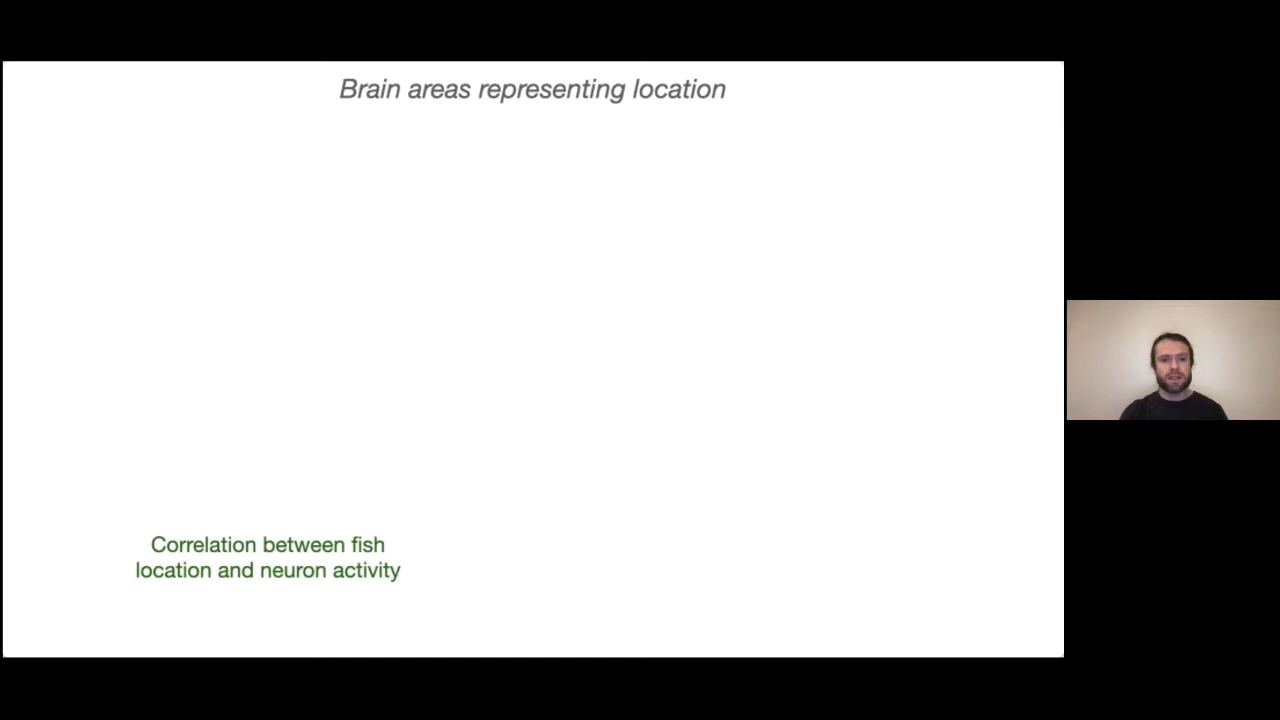 Brain areas representing location
Correlation between fish
location and neuron activity